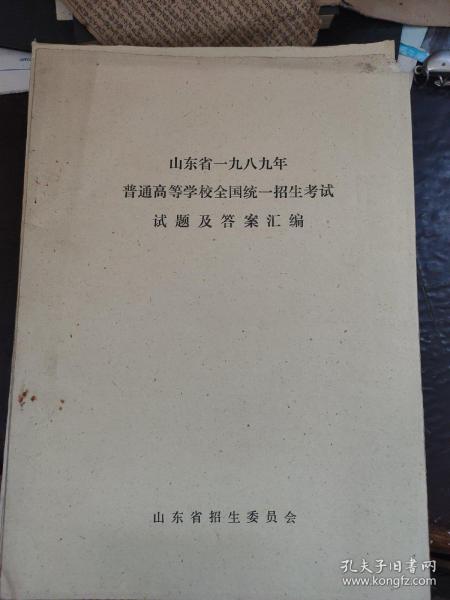 山东省一九八九年
普通高等学校全国统一招生考试
试题及答案汇编
山东省招生委员会
孔夫子旧书网
www.kongfz.com